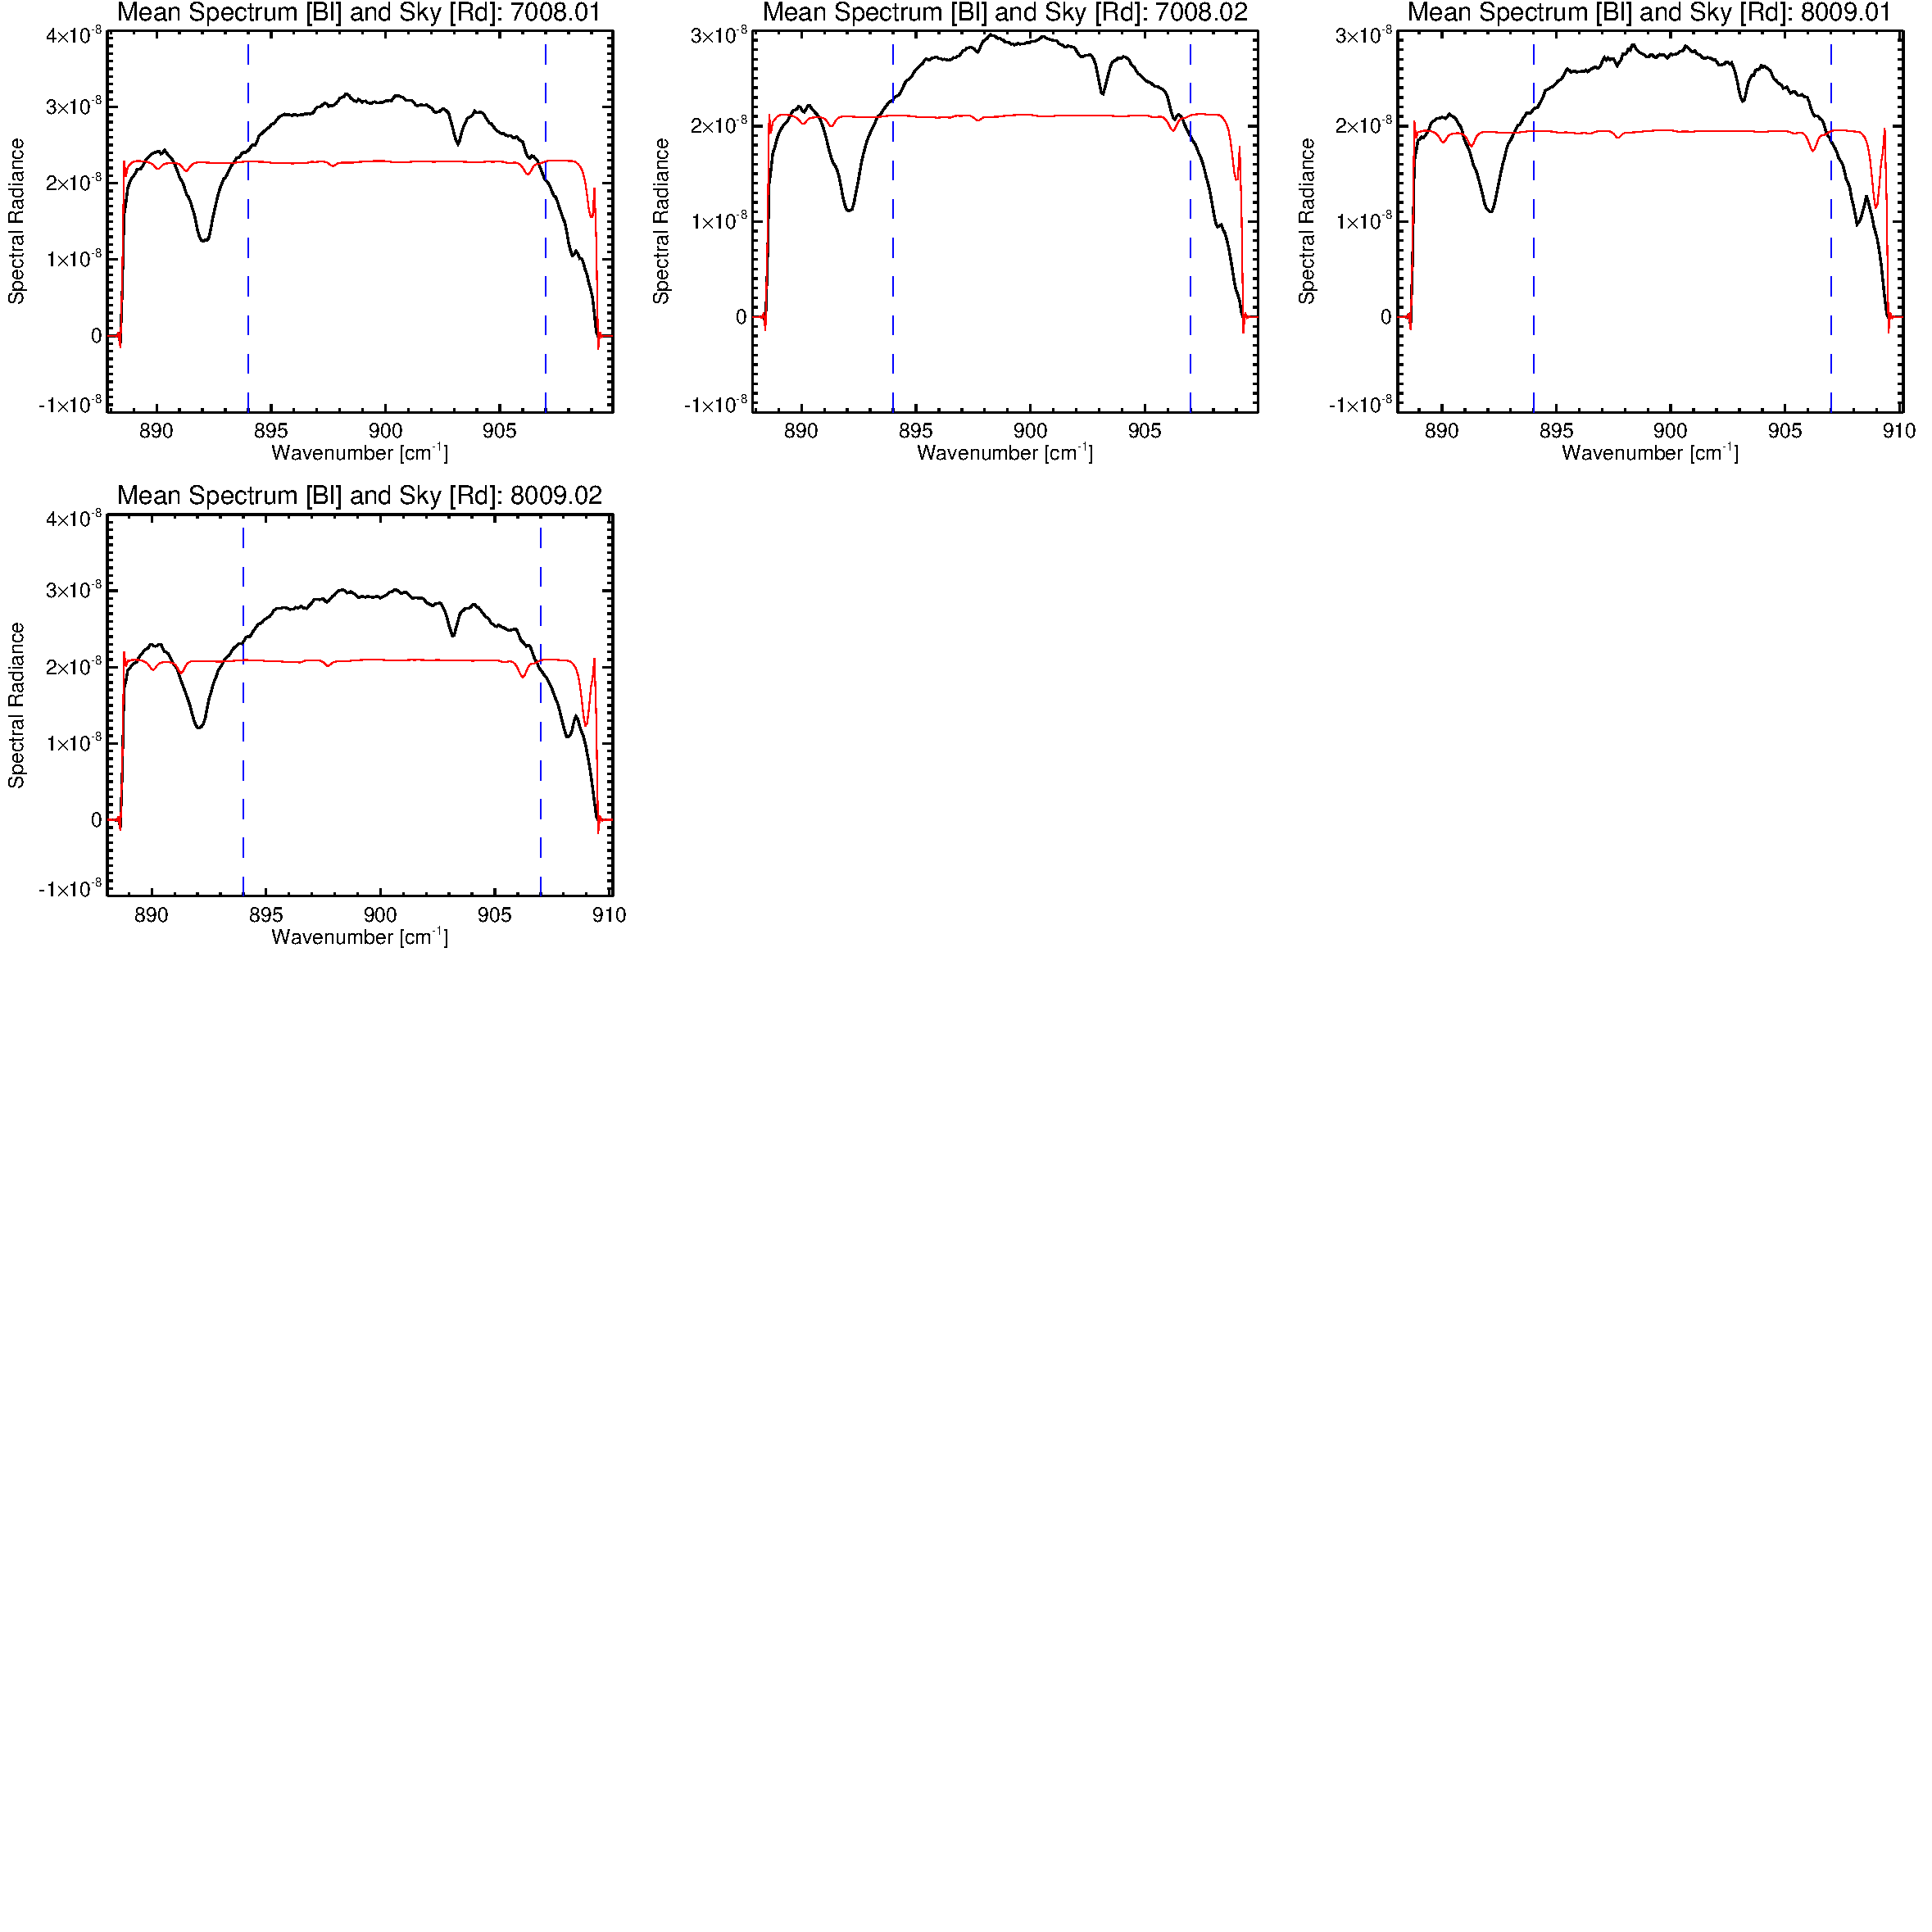 Mean Spectrum [Bl] and Sky [Rd]: 7008.01
4×10⁻⁸
3×10⁻⁸
2×10⁻⁸
1×10⁻⁸
0
-1×10⁻⁸
Spectral Radiance
890 895 900 905
Wavenumber [cm⁻¹]
Mean Spectrum [Bl] and Sky [Rd]: 7008.02
3×10⁻⁸
2×10⁻⁸
1×10⁻⁸
0
-1×10⁻⁸
Spectral Radiance
890 895 900 905
Wavenumber [cm⁻¹]
Mean Spectrum [Bl] and Sky [Rd]: 8009.01
3×10⁻⁸
2×10⁻⁸
1×10⁻⁸
0
-1×10⁻⁸
Spectral Radiance
890 895 900 905 910
Wavenumber [cm⁻¹]
Mean Spectrum [Bl] and Sky [Rd]: 8009.02
4×10⁻⁸
3×10⁻⁸
2×10⁻⁸
1×10⁻⁸
0
-1×10⁻⁸
Spectral Radiance
890 895 900 905 910
Wavenumber [cm⁻¹]